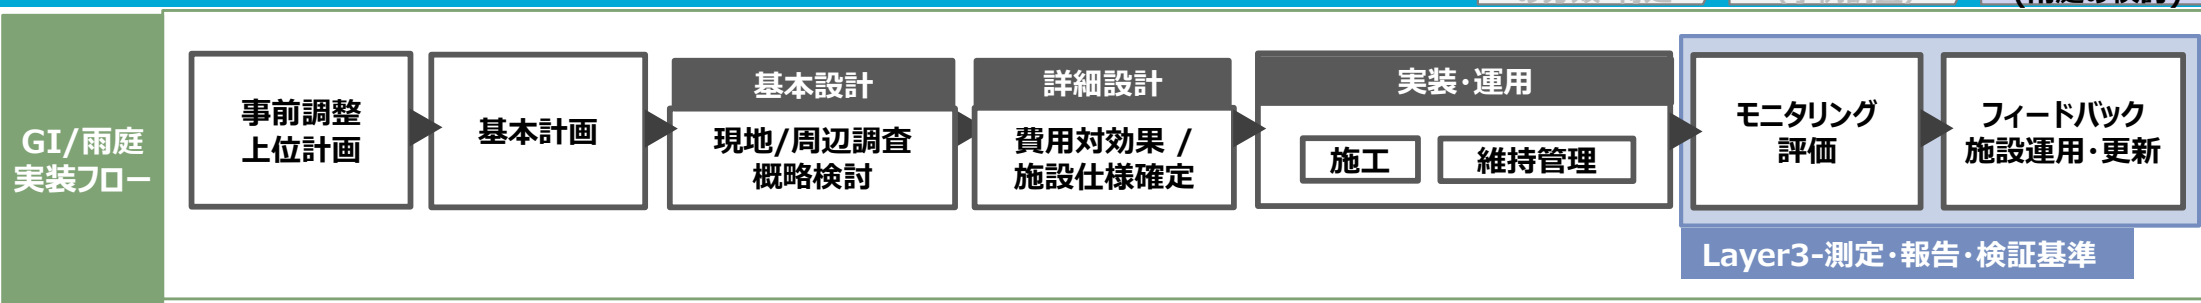 GI/雨庭
実装フロー
事前調整
上位計画
基本計画
基本設計
現地/周辺調査
概略検討
詳細設計
費用対効果 /
施設仕様確定
実装・運用
施工
維持管理
モニタリング
評価
フィードバック
施設運用・更新
Layer3-測定・報告・検証基準